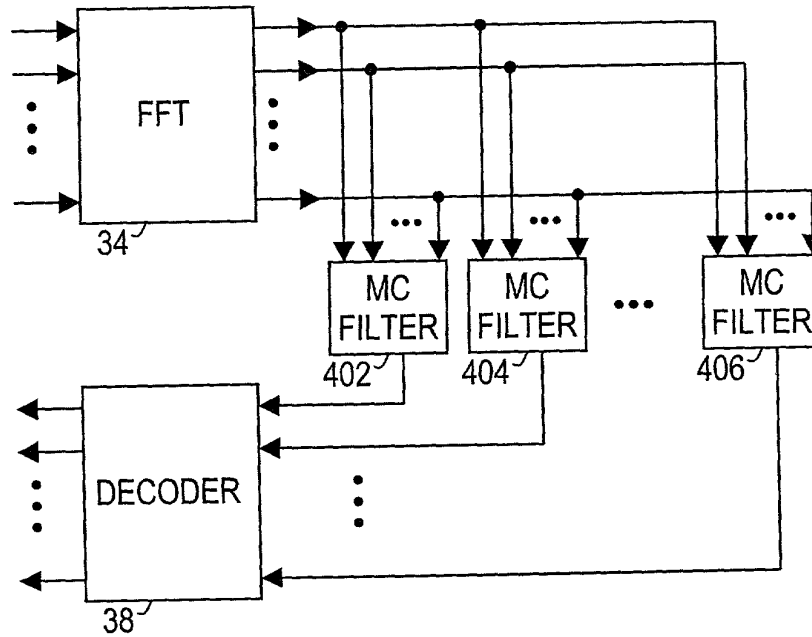 FFT
34
MC
FILTER
402
MC
FILTER
404
MC
FILTER
406
DECODER
38